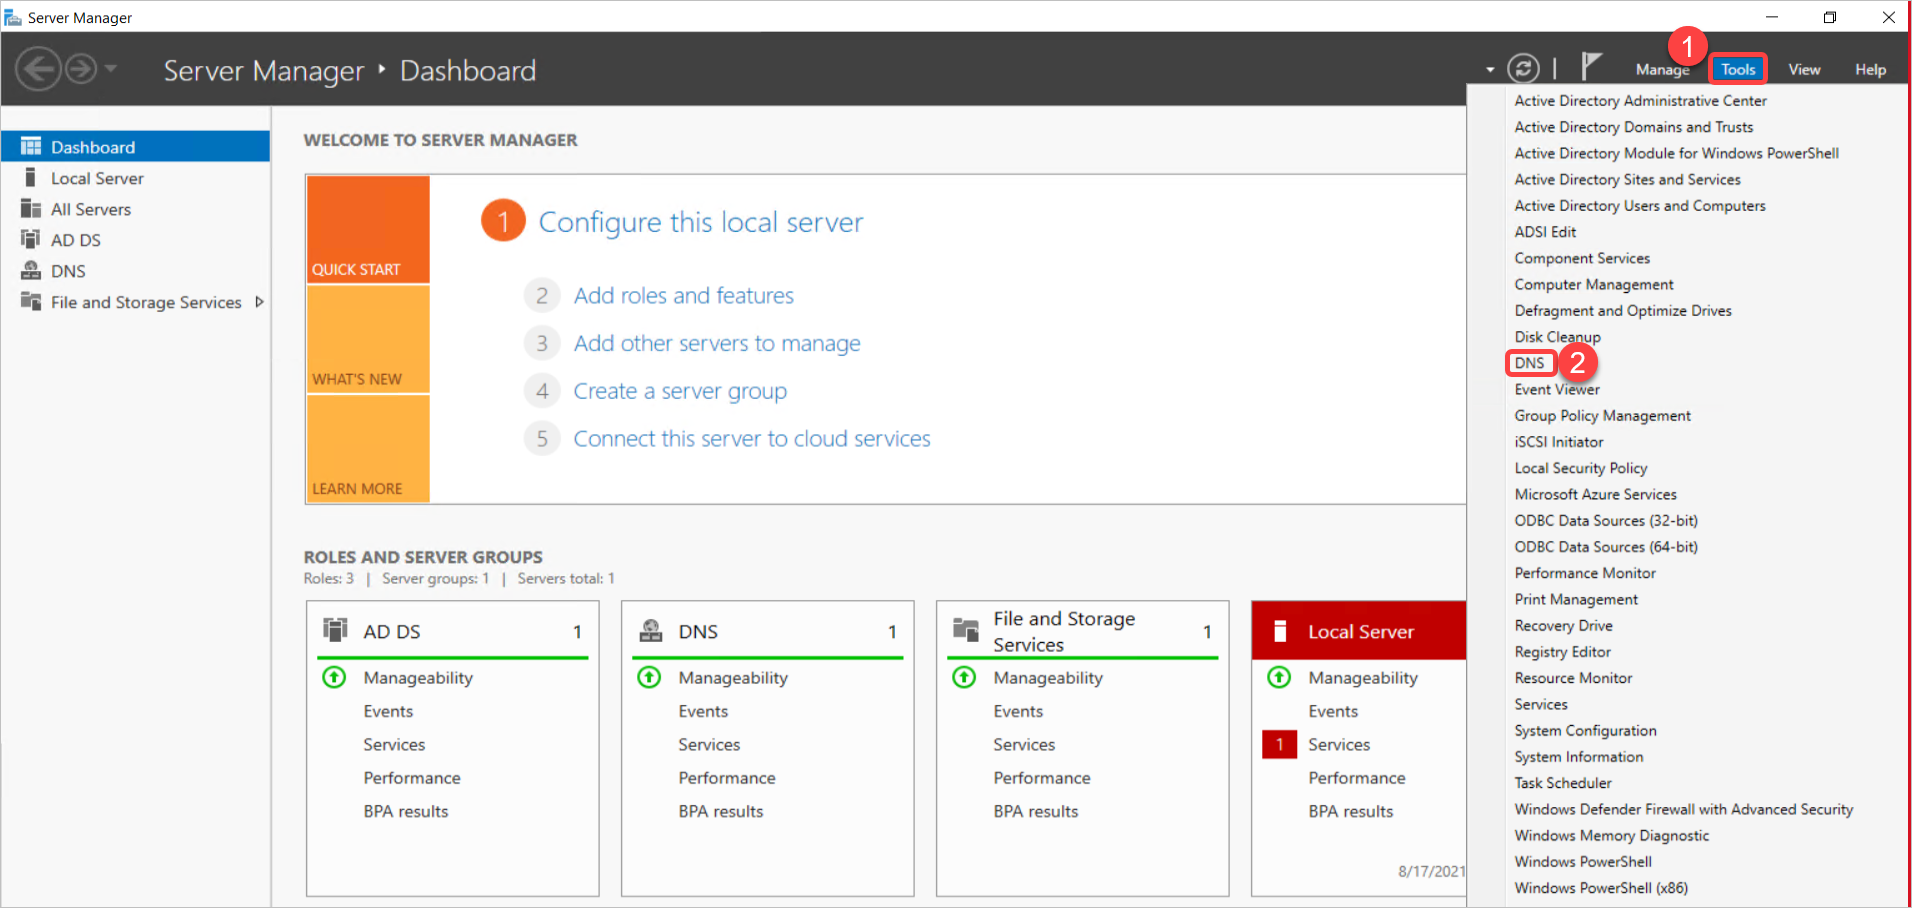 Server Manager
Server Manager ‣ Dashboard
1
Manage
Tools
View
Help
Dashboard
Local Server
All Servers
AD DS
DNS
File and Storage Services
WELCOME TO SERVER MANAGER
QUICK START
WHAT'S NEW
LEARN MORE
1 Configure this local server
2 Add roles and features
3 Add other servers to manage
4 Create a server group
5 Connect this server to cloud services
ROLES AND SERVER GROUPS
Roles: 3 | Server groups: 1 | Servers total: 1
AD DS 1
Manageability
Events
Services
Performance
BPA results
DNS 1
Manageability
Events
Services
Performance
BPA results
File and Storage
Services 1
Manageability
Events
Services
Performance
BPA results
Local Server
Manageability
Events
1 Services
Performance
BPA results
8/17/2021
Active Directory Administrative Center
Active Directory Domains and Trusts
Active Directory Module for Windows PowerShell
Active Directory Sites and Services
Active Directory Users and Computers
ADSI Edit
Component Services
Computer Management
Defragment and Optimize Drives
Disk Cleanup
DNS 2
Event Viewer
Group Policy Management
iSCSI Initiator
Local Security Policy
Microsoft Azure Services
ODBC Data Sources (32-bit)
ODBC Data Sources (64-bit)
Performance Monitor
Print Management
Recovery Drive
Registry Editor
Resource Monitor
Services
System Configuration
System Information
Task Scheduler
Windows Defender Firewall with Advanced Security
Windows Memory Diagnostic
Windows PowerShell
Windows PowerShell (x86)